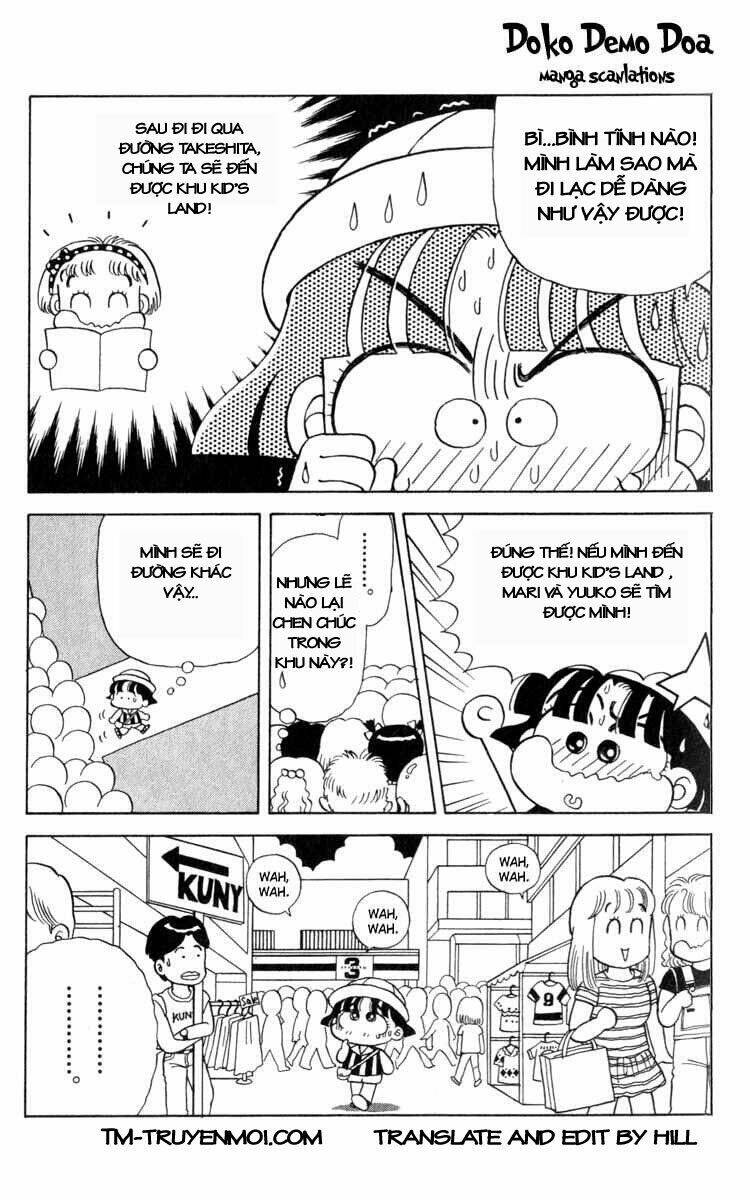 Doko Demo Doa
manga scanlations
BÌ...BÌNH TĨNH NÀO!
MÌNH LÀM SAO MÀ
ĐI LẠC DỄ DÀNG
NHƯ VẬY ĐƯỢC!
SAU ĐI ĐI QUA
ĐƯỜNG TAKESHITA,
CHÚNG TA SẼ ĐẾN
ĐƯỢC KHU KID'S
LAND!
ĐÚNG THẾ! NẾU MÌNH ĐẾN
ĐƯỢC KHU KID'S LAND ,
MARI VÀ YUUKO SẼ TÌM
ĐƯỢC MÌNH!
NHƯNG LẼ
NÀO LẠI
CHEN CHÚC
TRONG
KHU NÀY?!
MÌNH SẼ ĐI
ĐƯỜNG KHÁC
VẬY..
WAH,
WAH.
WAH,
WAH.
WAH,
WAH.
KUNY
KUNY
3
9
TM-TRUYENMOI.COM TRANSLATE AND EDIT BY HILL